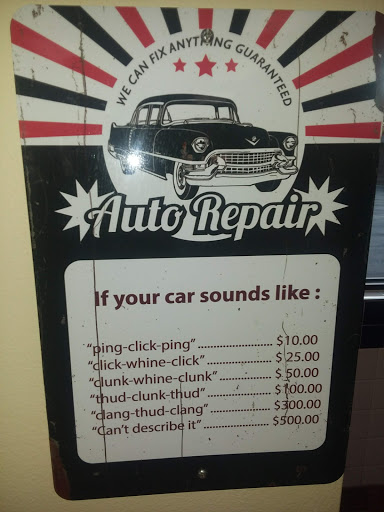 WE CAN FIX ANYTHING GUARANTEED
Auto Repair
If your car sounds like :
"ping-click-ping" ........................ $10.00
"click-whine-click" ..................... $ 25.00
"clunk-whine-clunk" ................. $ 50.00
"thud-clunk-thud" ..................... $100.00
"clang-thud-clang" .................... $300.00
"Can't describe it" ..................... $500.00